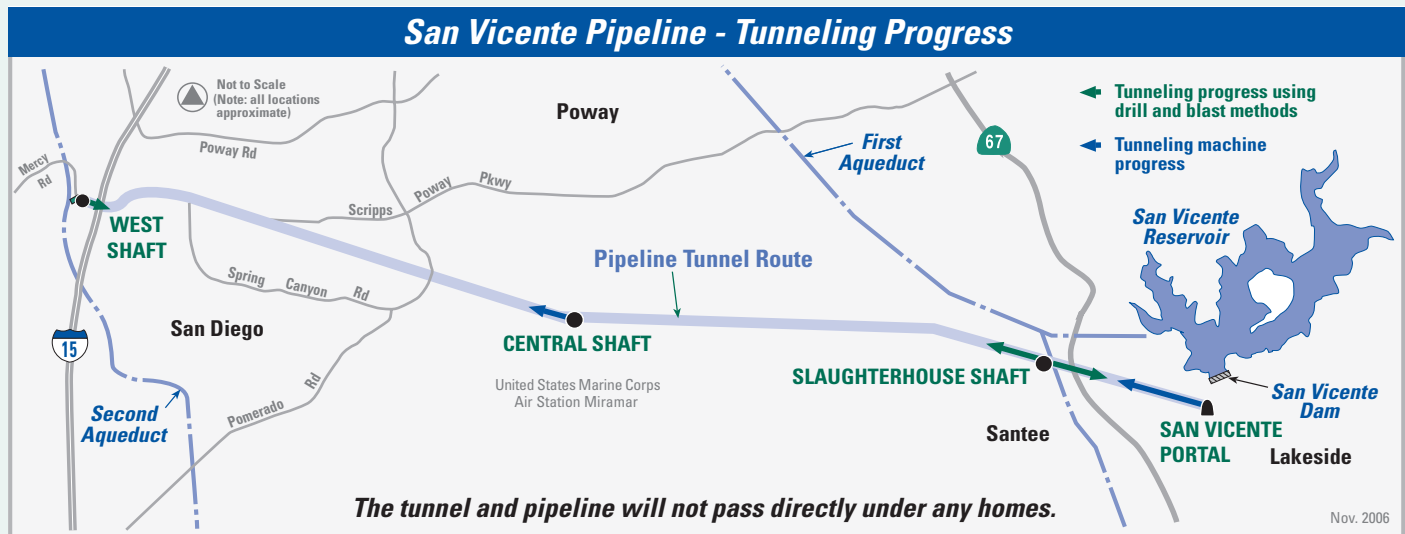 San Vicente Pipeline - Tunneling Progress
Not to Scale
(Note: all locations
approximate)
Poway
Tunneling progress using
drill and blast methods
Tunneling machine
progress
67
First
Aqueduct
Poway Rd
Mercy
Rd
Scripps Poway Pkwy
San Vicente
Reservoir
WEST
SHAFT
Pipeline Tunnel Route
Spring Canyon Rd
San Diego
15
CENTRAL SHAFT
United States Marine Corps
Air Station Miramar
SLAUGHTERHOUSE SHAFT
San Vicente
Dam
Second
Aqueduct
Pomerado Rd
Santee
SAN VICENTE
PORTAL
Lakeside
The tunnel and pipeline will not pass directly under any homes.
Nov. 2006